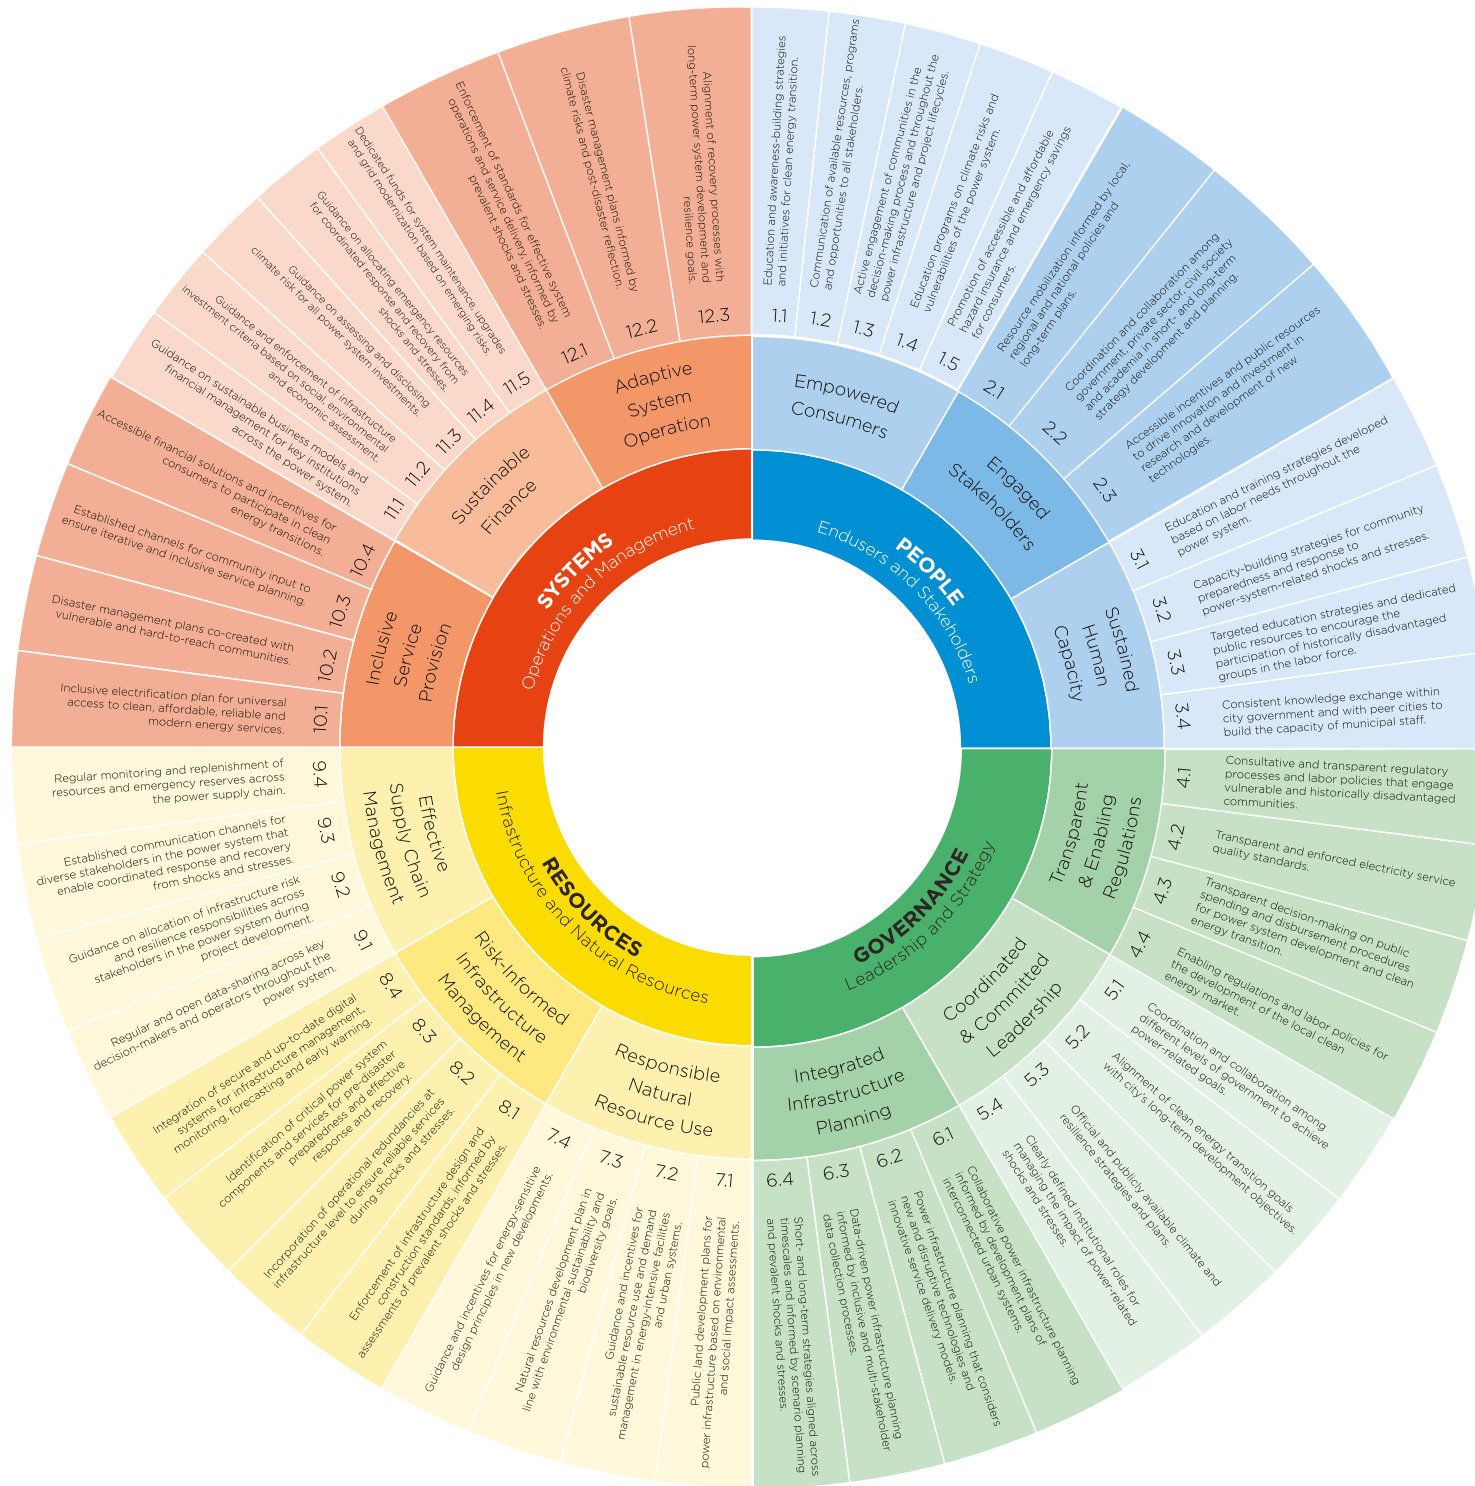 PEOPLE
Endusers and Stakeholders
Empowered
Consumers
1.1
Education and awareness-building strategies
and initiatives for clean energy transition.
1.2
Communication of available resources, programs
and opportunities to all stakeholders.
1.3
Active engagement of communities in the
decision-making process and throughout the
power infrastructure and project lifecycles.
1.4
Education programs on climate risks and
vulnerabilities of the power system.
1.5
Promotion of accessible and affordable
hazard insurance and emergency savings
for consumers.
Engaged
Stakeholders
2.1
Resource mobilization informed by local.
regional and national policies and
long-term plans.
2.2
Coordination and collaboration among
government, private sector, civil society
and academia in short- and long-term
strategy development and planning.
2.3
Accessible incentives and public resources
to drive innovation and investment in
research and development of new
technologies.
Sustained
Human
Capacity
3.1
Education and training strategies developed
based on labor needs throughout the
power system.
3.2
Capacity-building strategies for community
preparedness and response to
power-system-related shocks and stresses.
3.3
Targeted education strategies and dedicated
public resources to encourage the
participation of historically disadvantaged
groups in the labor force.
3.4
Consistent knowledge exchange within
city government and with peer cities to
build the capacity of municipal staff.
GOVERNANCE
Leadership and Strategy
Transparent
& Enabling
Regulations
4.1
Consultative and transparent regulatory
processes and labor policies that engage
vulnerable and historically disadvantaged
communities.
4.2
Transparent and enforced electricity service
quality standards.
4.3
Transparent decision-making on public
spending and disbursement procedures
for power system development and clean
energy transition.
4.4
Enabling regulations and labor policies for
the development of the local clean
energy market.
Coordinated
& Committed
Leadership
5.1
Coordination and collaboration among
different levels of government to achieve
power-related goals.
5.2
Alignment of clean energy transition goals
with city's long-term development objectives.
5.3
Official and publicly available climate and
resilience strategies and plans.
5.4
Clearly defined institutional roles for
managing the impact of power-related
shocks and stresses.
Integrated
Infrastructure
Planning
6.1
Collaborative power infrastructure planning
informed by development plans of
interconnected urban systems.
6.2
Power infrastructure planning that considers
new and disruptive technologies and
innovative service delivery models.
6.3
Data-driven power infrastructure planning
informed by inclusive and multi-stakeholder
data collection processes.
6.4
Short- and long-term strategies aligned across
timescales and informed by scenario planning
and prevalent shocks and stresses.
RESOURCES
Infrastructure and Natural Resources
Responsible
Natural
Resource Use
7.1
Public land development plans for
power infrastructure based on environmental
and social impact assessments.
7.2
Guidance and incentives for
sustainable resource use and demand
management in energy-intensive facilities
and urban systems.
7.3
Natural resources development plan in
line with environmental sustainability and
biodiversity goals.
7.4
Guidance and incentives for energy-sensitive
design principles in new developments.
Risk-Informed
Infrastructure
Management
8.1
Enforcement of infrastructure design and
construction standards, informed by
assessments of prevalent shocks and stresses.
8.2
Incorporation of operational redundancies at
infrastructure level to ensure reliable services
during shocks and stresses.
8.3
Identification of critical power system
components and services for pre-disaster
preparedness and effective
response and recovery.
8.4
Integration of secure and up-to-date digital
systems for infrastructure management,
monitoring, forecasting and early warning.
Effective
Supply Chain
Management
9.1
Regular and open data-sharing across key
decision-makers and operators throughout the
power system.
9.2
Guidance on allocation of infrastructure risk
and resilience responsibilities across
stakeholders in the power system during
project development.
9.3
Established communication channels for
diverse stakeholders in the power system that
enable coordinated response and recovery
from shocks and stresses.
9.4
Regular monitoring and replenishment of
resources and emergency reserves across
the power supply chain.
SYSTEMS
Operations and Management
Inclusive
Service
Provision
10.1
Inclusive electrification plan for universal
access to clean, affordable, reliable and
modern energy services.
10.2
Disaster management plans co-created with
vulnerable and hard-to-reach communities.
10.3
Established channels for community input to
ensure iterative and inclusive service planning.
10.4
Accessible financial solutions and incentives for
consumers to participate in clean
energy transitions.
Sustainable
Finance
11.1
Guidance on sustainable business models and
financial management for key institutions
across the power system.
11.2
Guidance and enforcement of infrastructure
investment criteria based on social, environmental
and economic assessment.
11.3
Guidance on assessing and disclosing
climate risk for all power system investments.
11.4
Guidance on allocating emergency resources
for coordinated response and recovery from
shocks and stresses.
11.5
Dedicated funds for system maintenance, upgrades
and grid modernization based on emerging risks.
Adaptive
System
Operation
12.1
Enforcement of standards for effective system
operations and service delivery, informed by
prevalent shocks and stresses.
12.2
Disaster management plans informed by
climate risks and post-disaster reflection.
12.3
Alignment of recovery processes with
long-term power system development and
resilience goals.